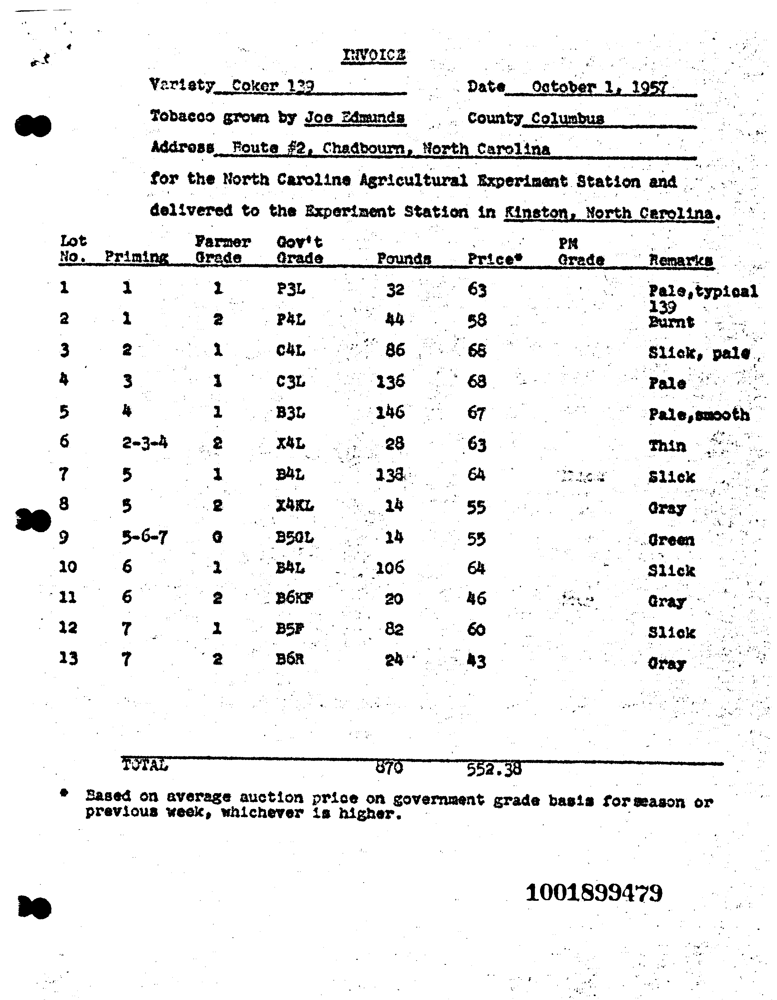 INVOICE
Variety Coker 139 Date October 1, 1957
Tobacco grown by Joe Edmunds County Columbus
Address Route #2, Chadbourn, North Carolina
for the North Caroline Agricultural Experiment Station and
delivered to the Experiment Station in Kinston, North Carolina.
Lot Farmer Gov't PM
No. Priming Grade Grade Pounds Price* Grade Remarks
1 1 1 P3L 32 63 Pale,typical
139
2 1 2 P4L 44 58 Burnt
3 2 1 C4L 86 68 Slick, pale
4 3 1 C3L 136 68 Pale
5 4 1 B3L 146 67 Pale,smooth
6 2-3-4 2 X4L 28 63 Thin
7 5 1 B4L 138 64 Slick
8 5 2 X4KL 14 55 Gray
9 5-6-7 G B5GL 14 55 Green
10 6 1 B4L 106 64 Slick
11 6 2 B6KF 20 46 Gray
12 7 1 B5F 82 60 Slick
13 7 2 B6R 24 43 Gray
TOTAL 870 552.38
* Based on average auction price on government grade basis for season or
previous week, whichever is higher.
1001899479